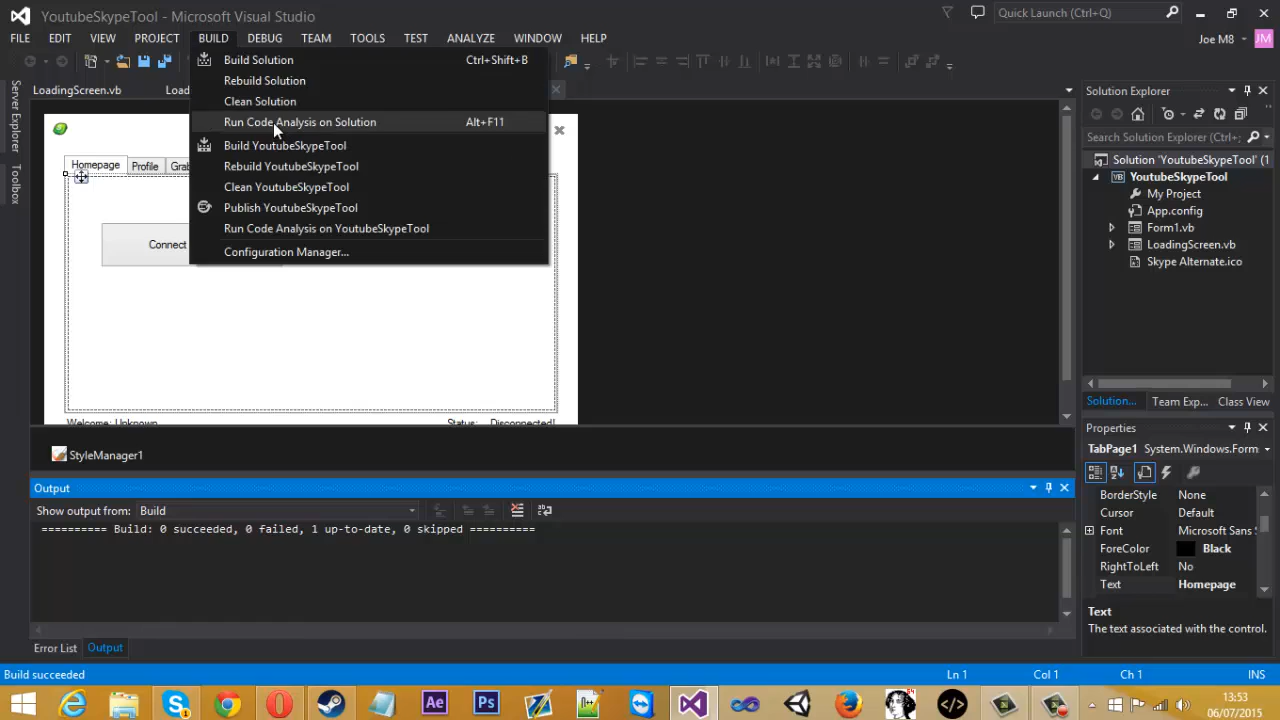 YoutubeSkypeTool - Microsoft Visual Studio
Quick Launch (Ctrl+Q)
FILE EDIT VIEW PROJECT BUILD DEBUG TEAM TOOLS TEST ANALYZE WINDOW HELP
Joe M8 JM
Build Solution Ctrl+Shift+B
Rebuild Solution
Clean Solution
Run Code Analysis on Solution Alt+F11
Build YoutubeSkypeTool
Rebuild YoutubeSkypeTool
Clean YoutubeSkypeTool
Publish YoutubeSkypeTool
Run Code Analysis on YoutubeSkypeTool
Configuration Manager...
Server Explorer
Toolbox
LoadingScreen.vb Load
Homepage Profile Grab
Connect
Welcome: Unknown Status: Disconnected!
StyleManager1
Output
Show output from: Build
========== Build: 0 succeeded, 0 failed, 1 up-to-date, 0 skipped ==========
Error List Output
Solution Explorer
Search Solution Explorer (Ctrl+;)
Solution 'YoutubeSkypeTool' (1
VB YoutubeSkypeTool
My Project
App.config
Form1.vb
LoadingScreen.vb
Skype Alternate.ico
Solution... Team Exp... Class View
Properties
TabPage1 System.Windows.Form
BorderStyle None
Cursor Default
Font Microsoft Sans
ForeColor Black
RightToLeft No
Text Homepage
Text
The text associated with the control.
Build succeeded Ln 1 Col 1 Ch 1 INS
1 Ae Ps
13:53
06/07/2015